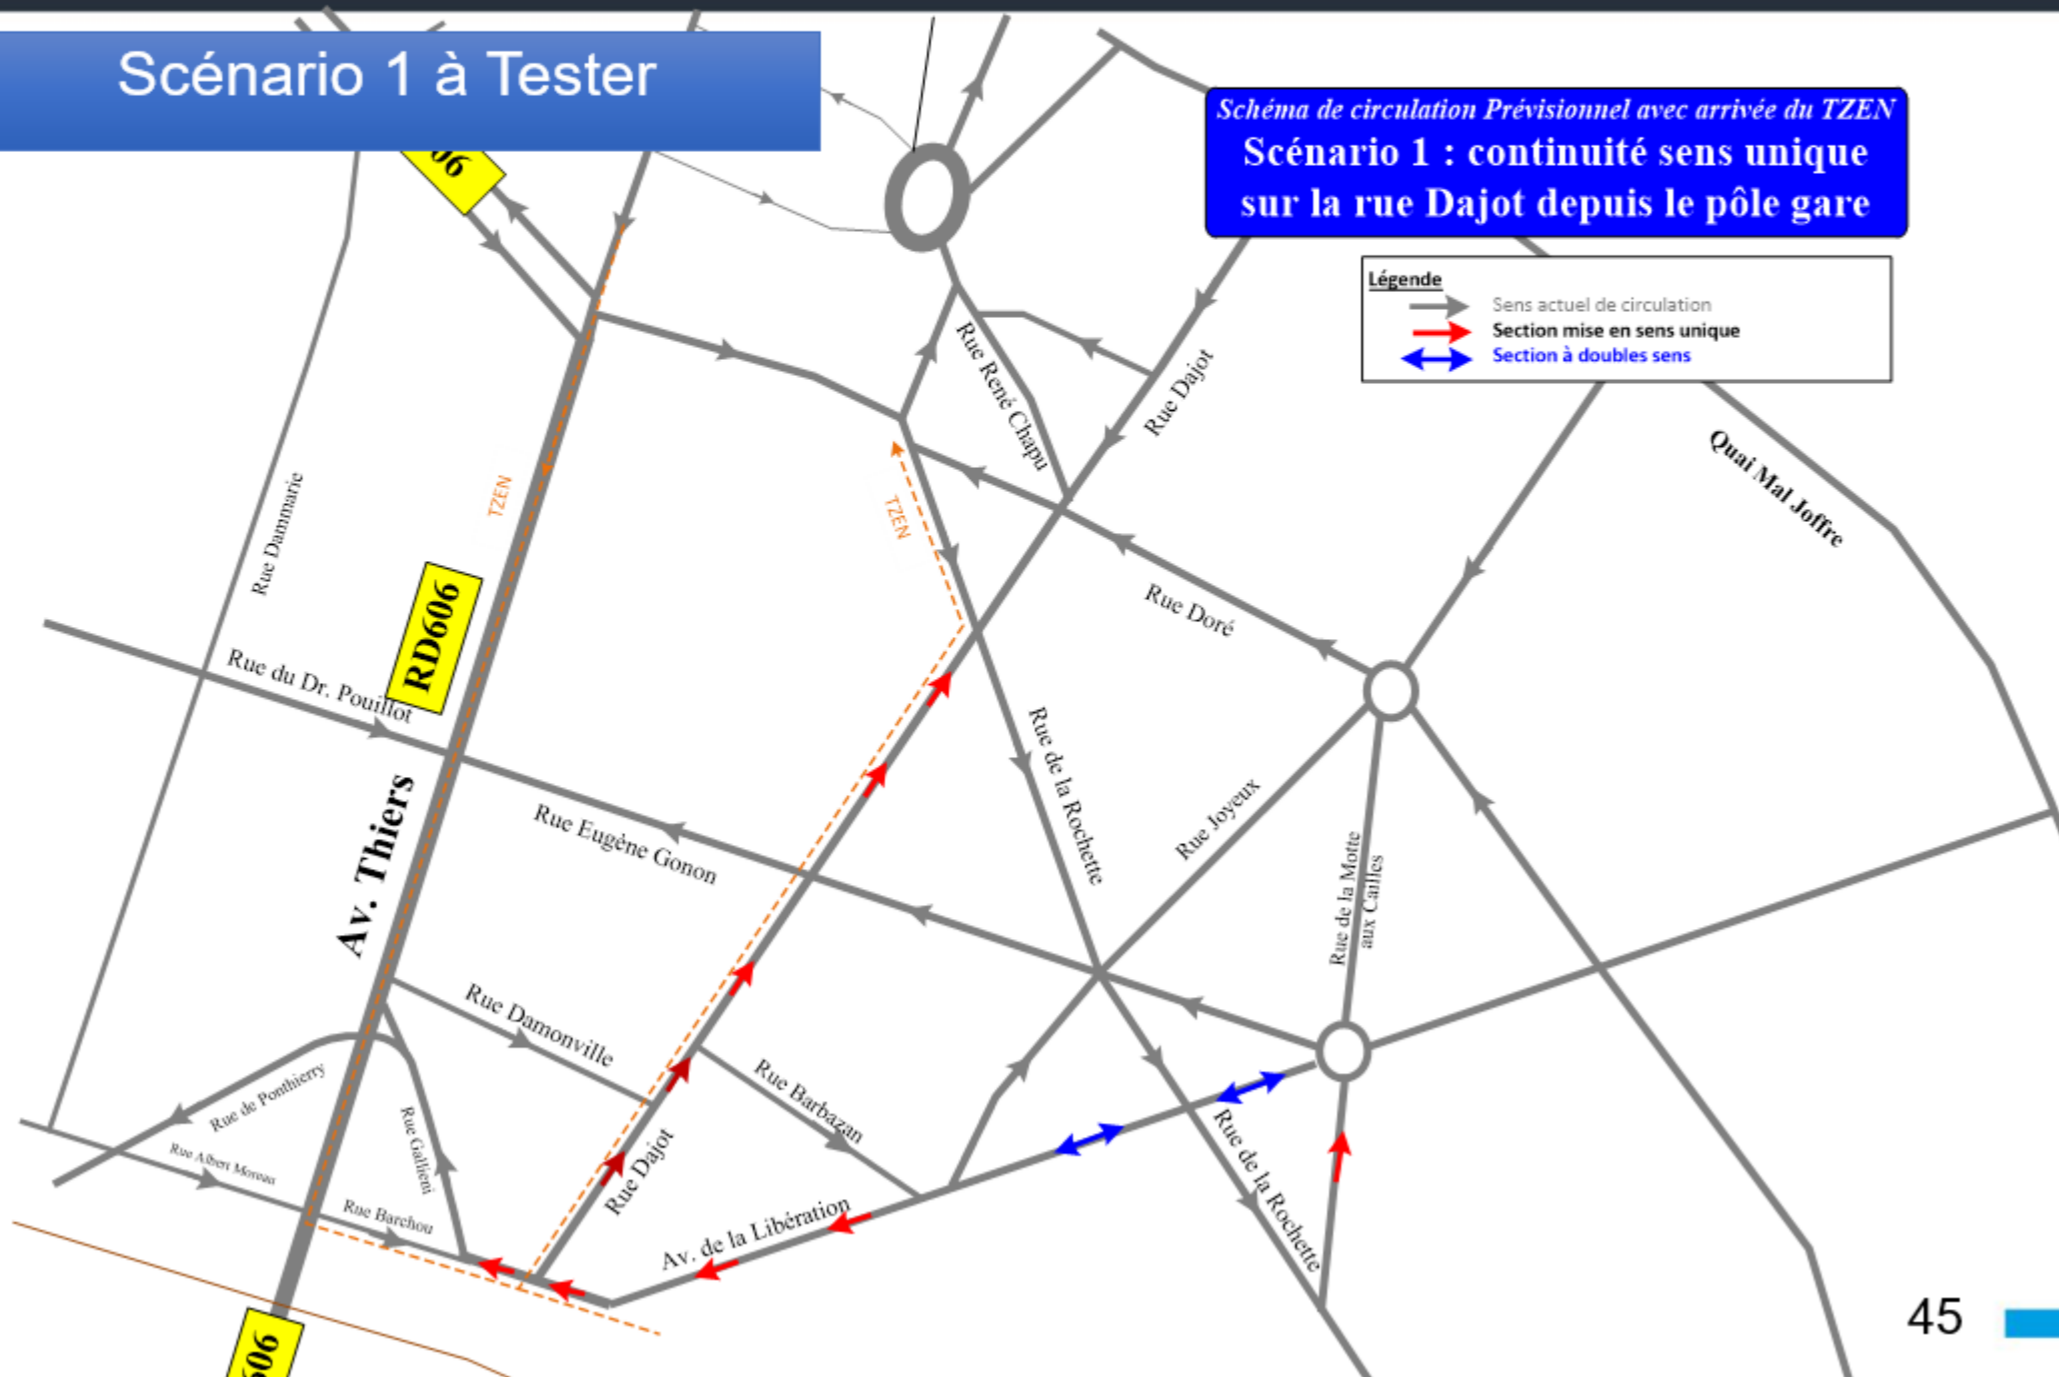 Scénario 1 à Tester
Schéma de circulation Prévisionnel avec arrivée du TZEN
Scénario 1 : continuité sens unique
sur la rue Dajot depuis le pôle gare
Légende
Sens actuel de circulation
Section mise en sens unique
Section à doubles sens
06
Rue René Chapu
Rue Dajot
Quai Mal Joffre
Rue Dammarie
TZEN
TZEN
RD606
Rue Doré
Rue du Dr. Pouillot
Rue de la Rochette
Av. Thiers
Rue Eugène Gonon
Rue Joyeux
Rue de la Motte
aux Cailles
Rue Damonville
Rue Barbazan
Rue de Ponthierry
Rue Gallieni
Rue Albert Moreau
Rue Dajot
Rue Barchou
Av. de la Libération
Rue de la Rochette
606
45